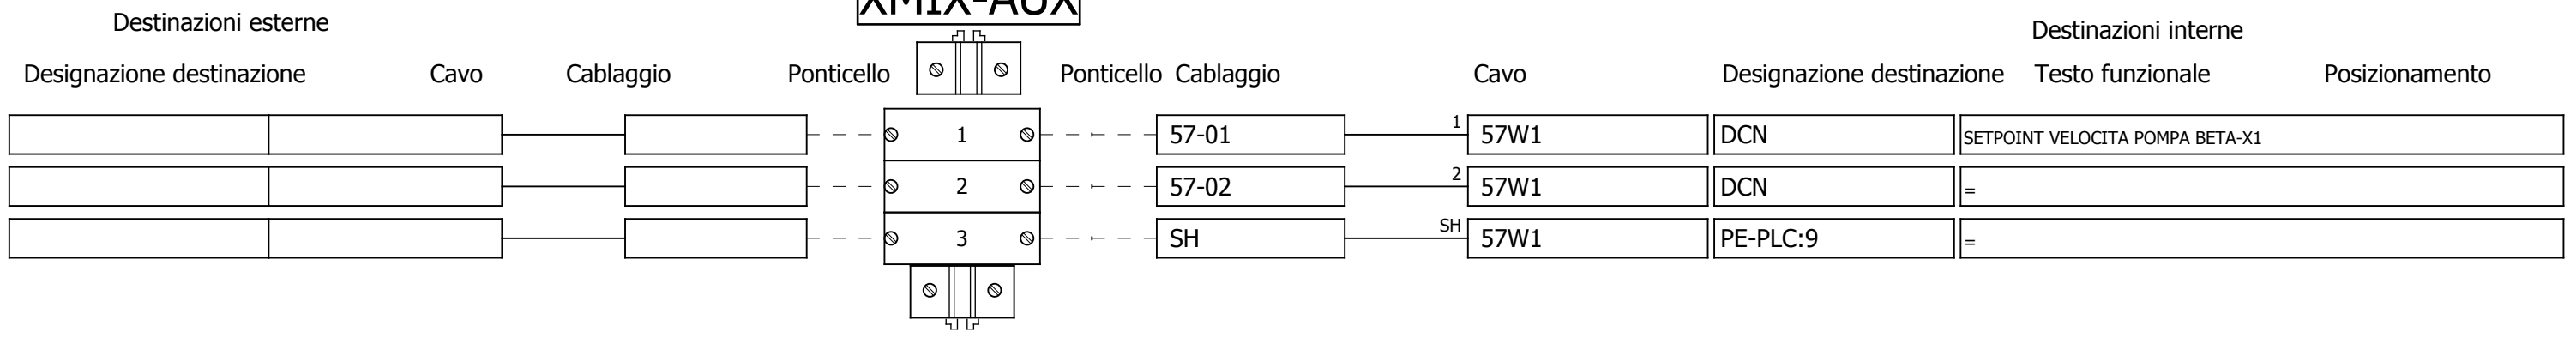 XMIX-AUX
Destinazioni esterne
Destinazioni interne
Designazione destinazione Cavo Cablaggio Ponticello Ponticello Cablaggio Cavo Designazione destinazione Testo funzionale Posizionamento
1 57-01 1 57W1 DCN SETPOINT VELOCITA POMPA BETA-X1
2 57-02 2 57W1 DCN =
3 SH SH 57W1 PE-PLC:9 =